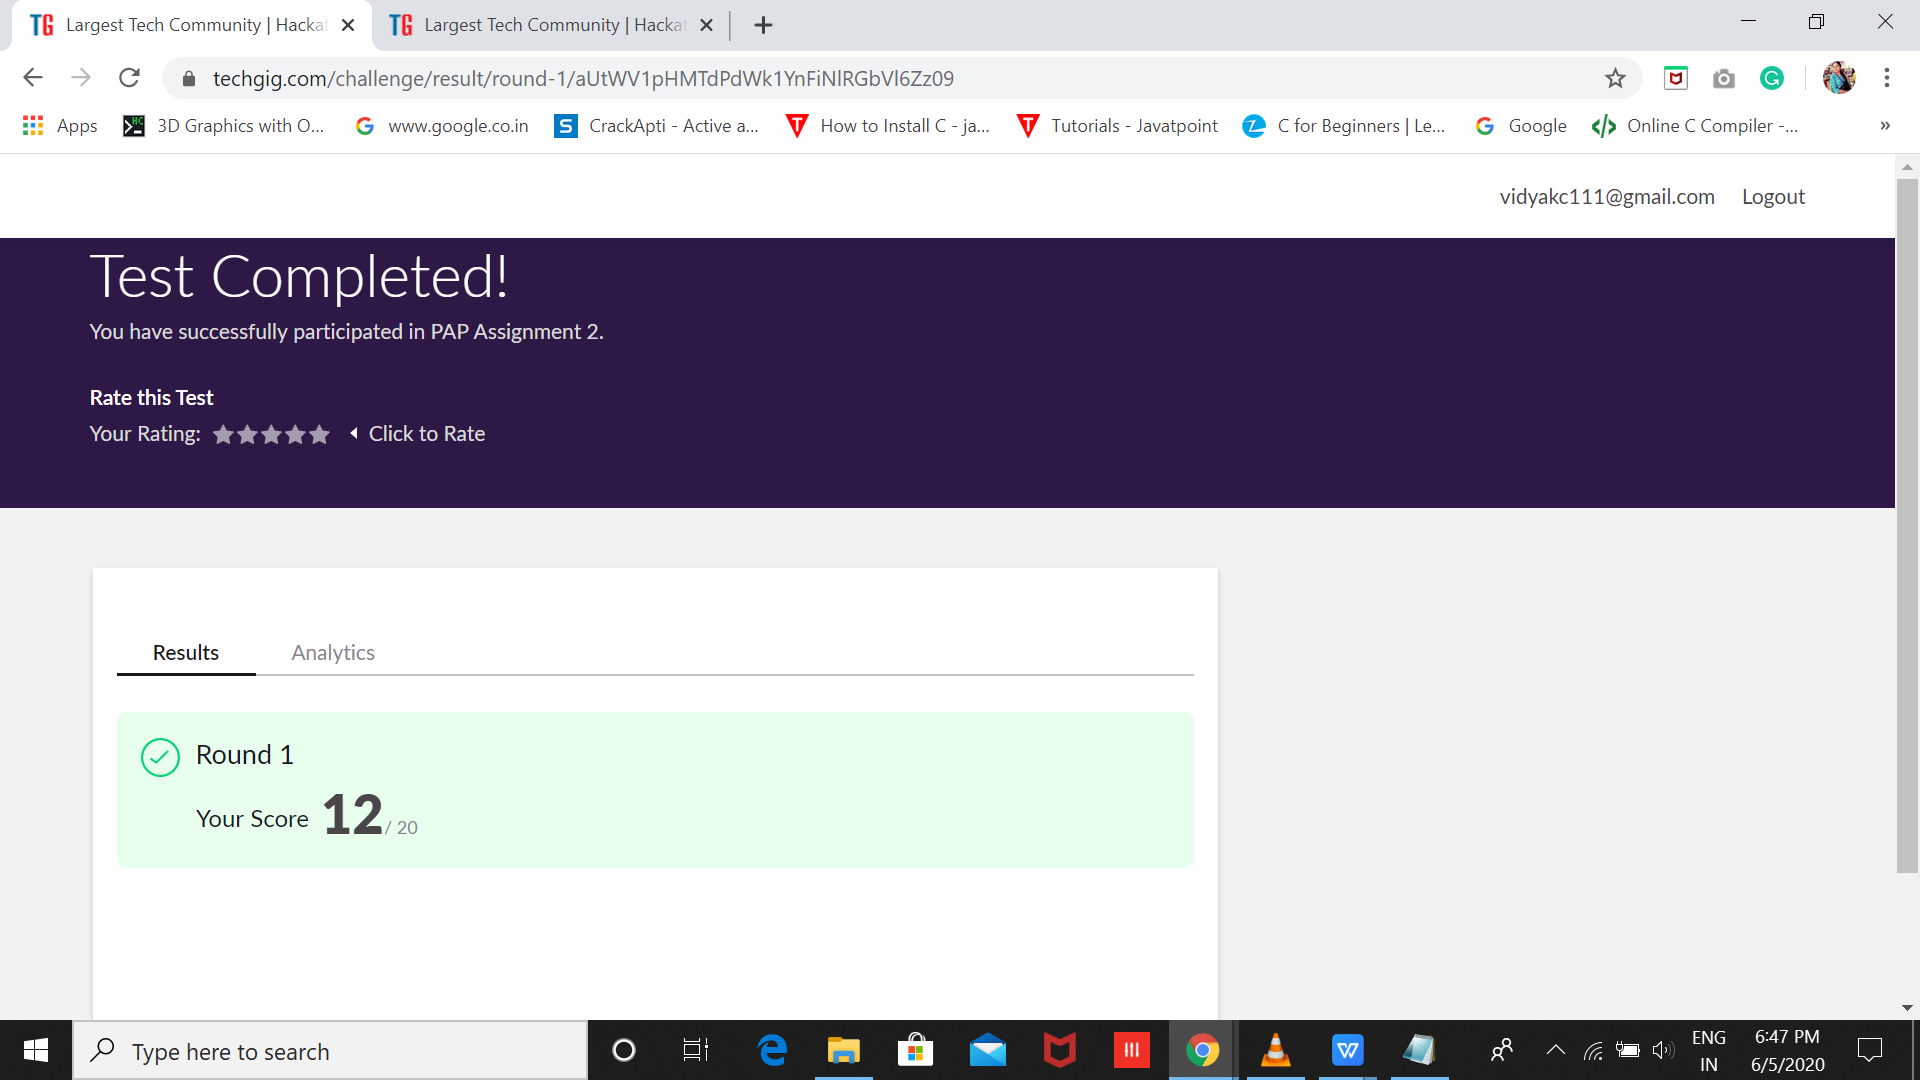 Largest Tech Community | Hacka
Largest Tech Community | Hacka
techgig.com/challenge/result/round-1/aUtWV1pHMTdPdWk1YnFiNlRGbVl6Zz09
Apps
3D Graphics with O...
www.google.co.in
CrackApti - Active a...
How to Install C - ja...
Tutorials - Javatpoint
C for Beginners | Le...
Google
Online C Compiler -...
»
vidyakc111@gmail.com Logout
Test Completed!
You have successfully participated in PAP Assignment 2.
Rate this Test
Your Rating: Click to Rate
Results Analytics
Round 1
Your Score 12 / 20
Type here to search
ENG
IN
6:47 PM
6/5/2020